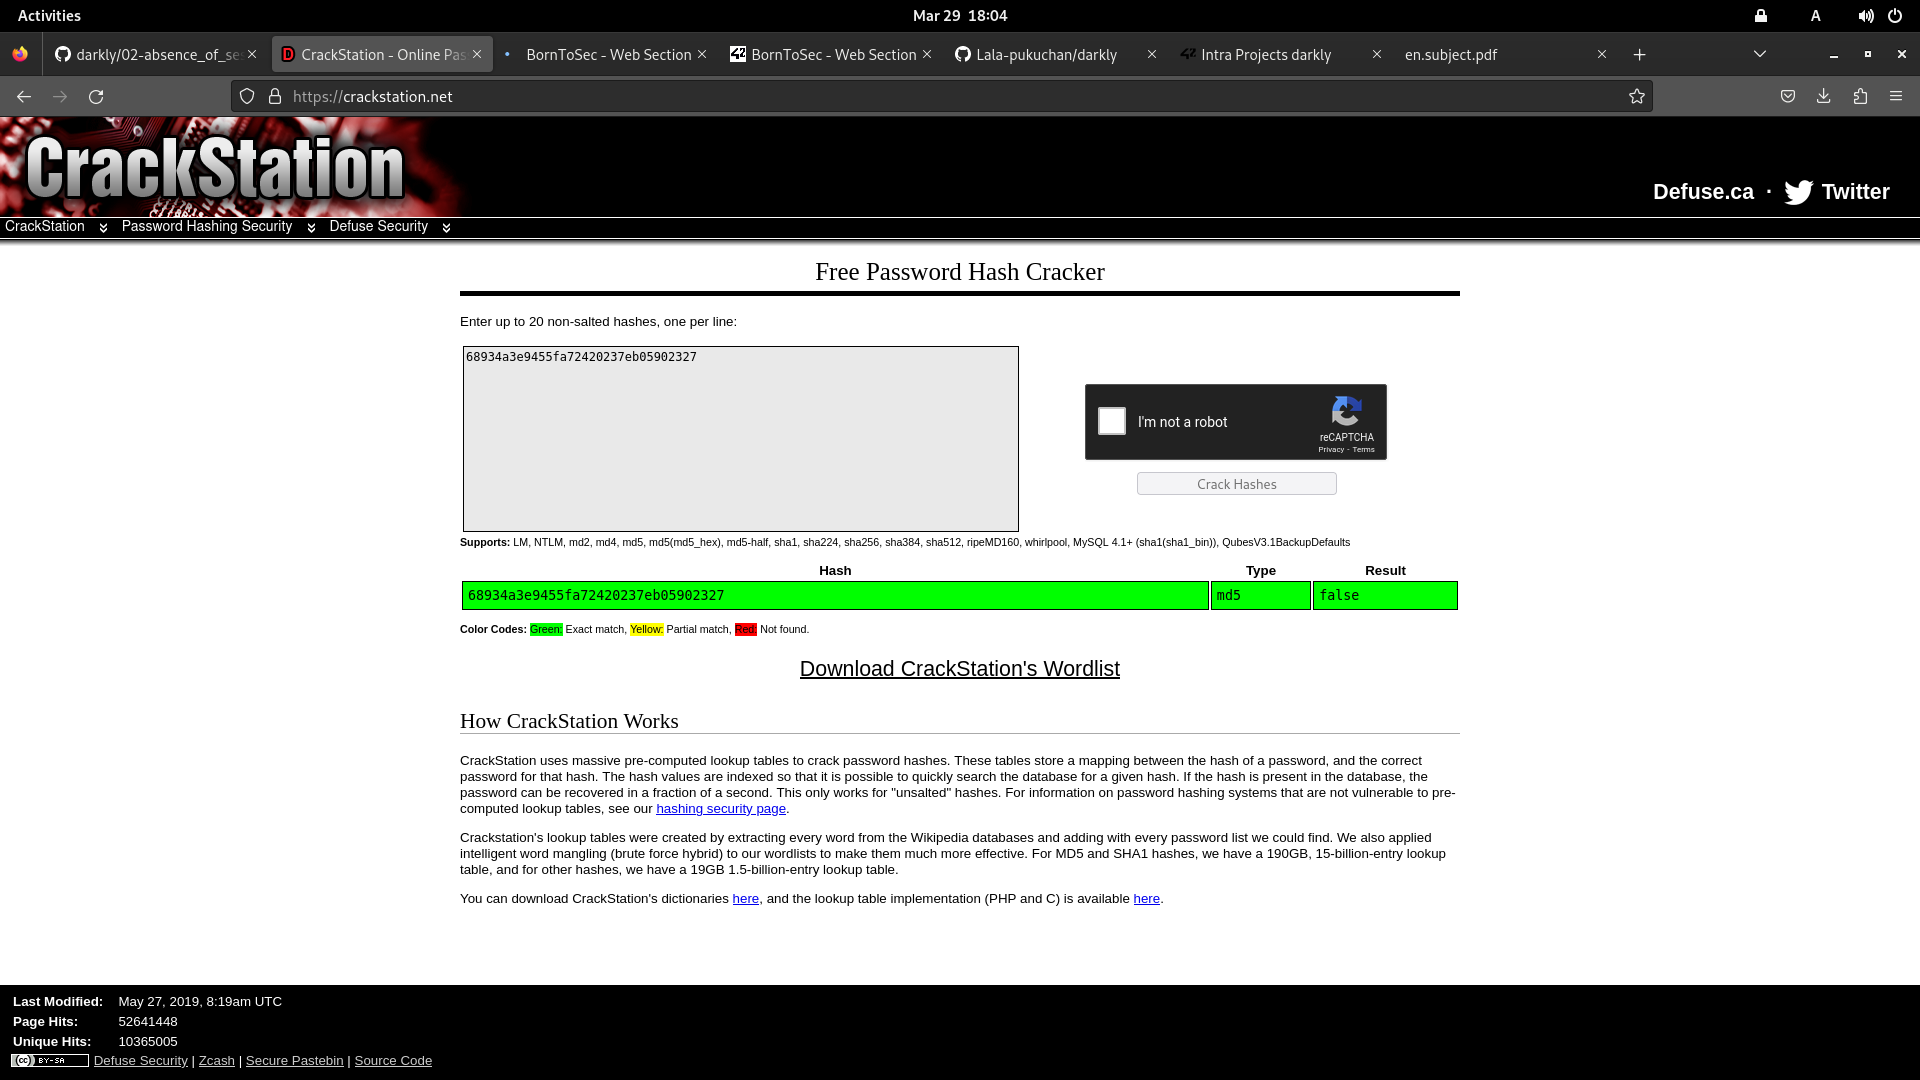 Activities
Mar 29 18:04
A
darkly/02-absence_of_se
CrackStation - Online Pas
BornToSec - Web Section
BornToSec - Web Section
Lala-pukuchan/darkly
Intra Projects darkly
en.subject.pdf
https://crackstation.net
CrackStation
Defuse.ca · Twitter
CrackStation
Password Hashing Security
Defuse Security
Free Password Hash Cracker
Enter up to 20 non-salted hashes, one per line:
68934a3e9455fa72420237eb05902327
I'm not a robot
reCAPTCHA
Privacy - Terms
Crack Hashes
Supports: LM, NTLM, md2, md4, md5, md5(md5_hex), md5-half, sha1, sha224, sha256, sha384, sha512, ripeMD160, whirlpool, MySQL 4.1+ (sha1(sha1_bin)), QubesV3.1BackupDefaults
Hash Type Result
68934a3e9455fa72420237eb05902327 md5 false
Color Codes: Green: Exact match, Yellow: Partial match, Red: Not found.
Download CrackStation's Wordlist
How CrackStation Works
CrackStation uses massive pre-computed lookup tables to crack password hashes. These tables store a mapping between the hash of a password, and the correct
password for that hash. The hash values are indexed so that it is possible to quickly search the database for a given hash. If the hash is present in the database, the
password can be recovered in a fraction of a second. This only works for "unsalted" hashes. For information on password hashing systems that are not vulnerable to pre-
computed lookup tables, see our hashing security page.
Crackstation's lookup tables were created by extracting every word from the Wikipedia databases and adding with every password list we could find. We also applied
intelligent word mangling (brute force hybrid) to our wordlists to make them much more effective. For MD5 and SHA1 hashes, we have a 190GB, 15-billion-entry lookup
table, and for other hashes, we have a 19GB 1.5-billion-entry lookup table.
You can download CrackStation's dictionaries here, and the lookup table implementation (PHP and C) is available here.
Last Modified: May 27, 2019, 8:19am UTC
Page Hits: 52641448
Unique Hits: 10365005
cc BY-SA Defuse Security | Zcash | Secure Pastebin | Source Code